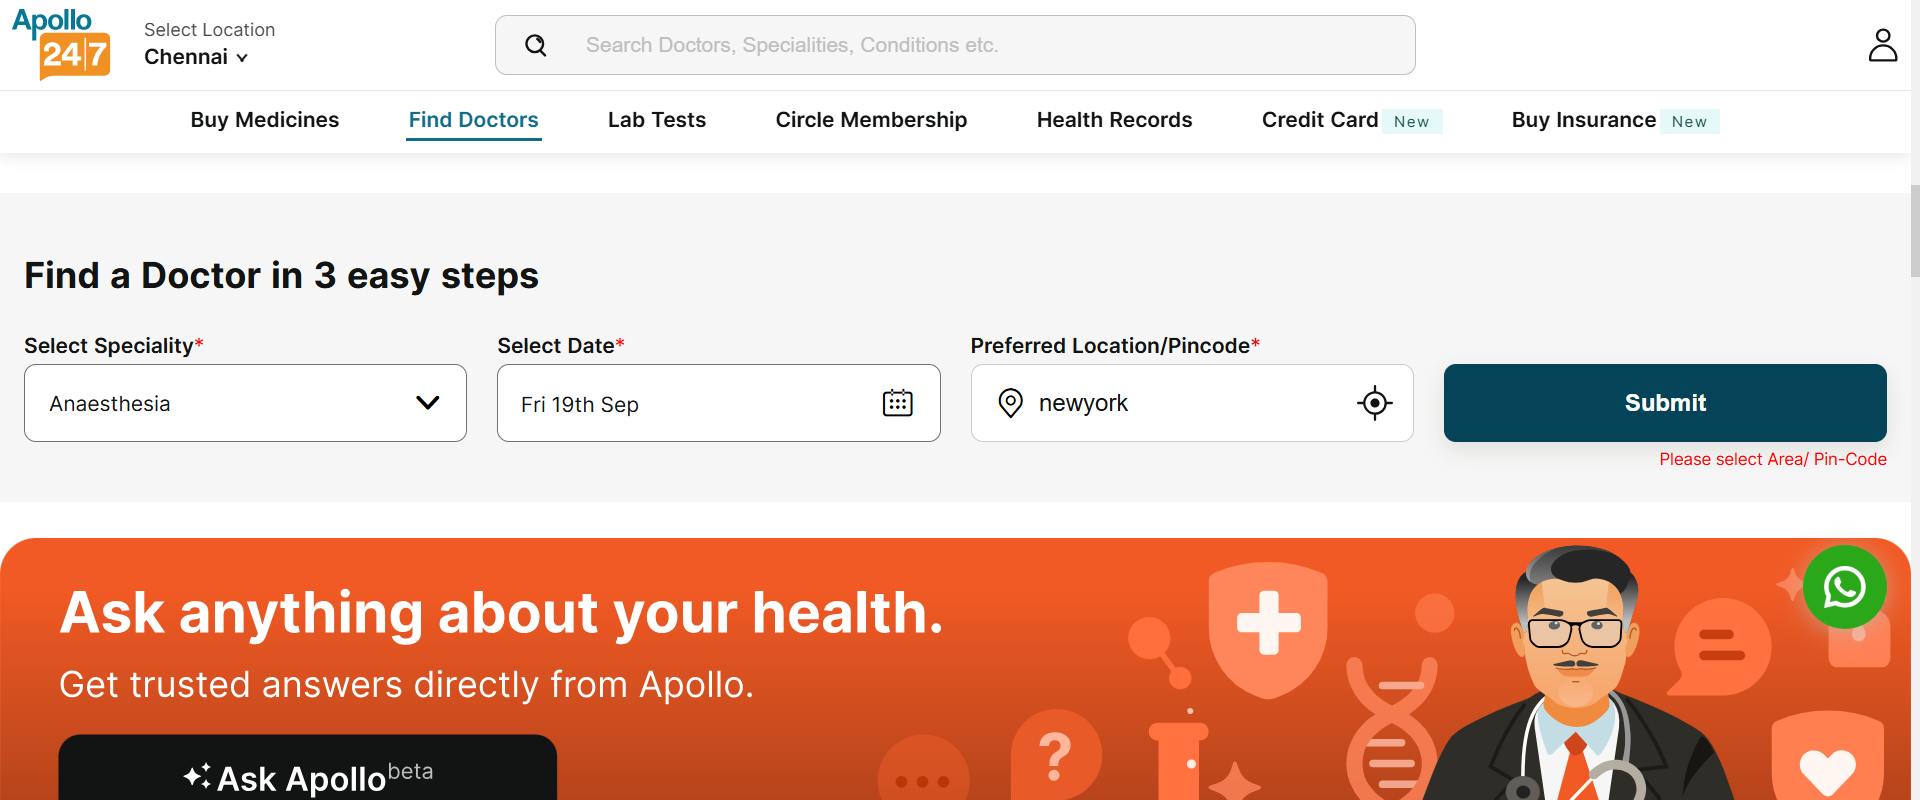 Apollo
24|7
Select Location
Chennai
Search Doctors, Specialities, Conditions etc.
Buy Medicines
Find Doctors
Lab Tests
Circle Membership
Health Records
Credit Card New
Buy Insurance New
Find a Doctor in 3 easy steps
Select Speciality*
Anaesthesia
Select Date*
Fri 19th Sep
Preferred Location/Pincode*
newyork
Submit
Please select Area/ Pin-Code
Ask anything about your health.
Get trusted answers directly from Apollo.
?
Ask Apollo beta